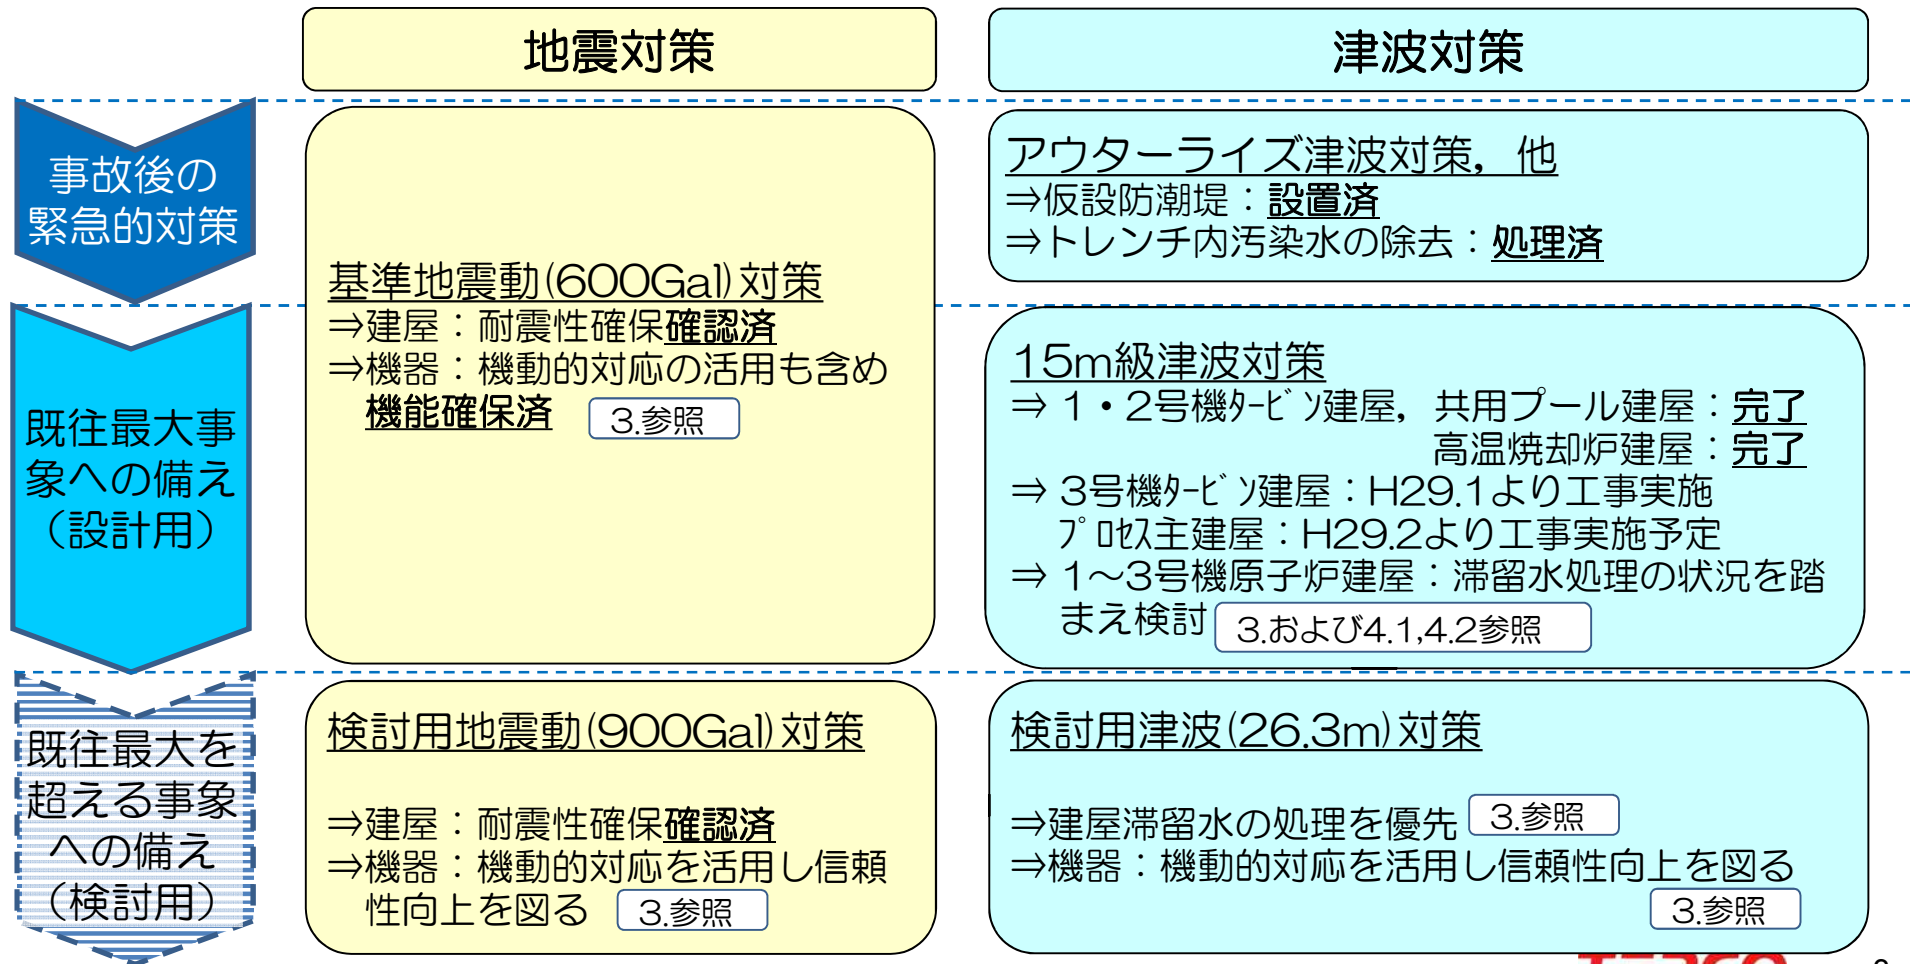 地震対策
津波対策
事故後の
緊急的対策
アウターライズ津波対策，他
⇒仮設防潮堤：設置済
⇒トレンチ内汚染水の除去：処理済
基準地震動(600Gal)対策
⇒建屋：耐震性確保確認済
⇒機器：機動的対応の活用も含め
機能確保済
3.参照
既往最大事
象への備え
（設計用）
15m級津波対策
⇒ 1・2号機ﾀｰﾋﾞﾝ建屋，共用プール建屋：完了
高温焼却炉建屋：完了
⇒ 3号機ﾀｰﾋﾞﾝ建屋：H29.1より工事実施
ﾌﾟﾛｾｽ主建屋：H29.2より工事実施予定
⇒ 1～3号機原子炉建屋：滞留水処理の状況を踏
まえ検討
3.および4.1,4.2参照
既往最大を
超える事象
への備え
（検討用）
検討用地震動(900Gal)対策
⇒建屋：耐震性確保確認済
⇒機器：機動的対応を活用し信頼
性向上を図る
3.参照
検討用津波(26.3m)対策
⇒建屋滞留水の処理を優先
3.参照
⇒機器：機動的対応を活用し信頼性向上を図る
3.参照